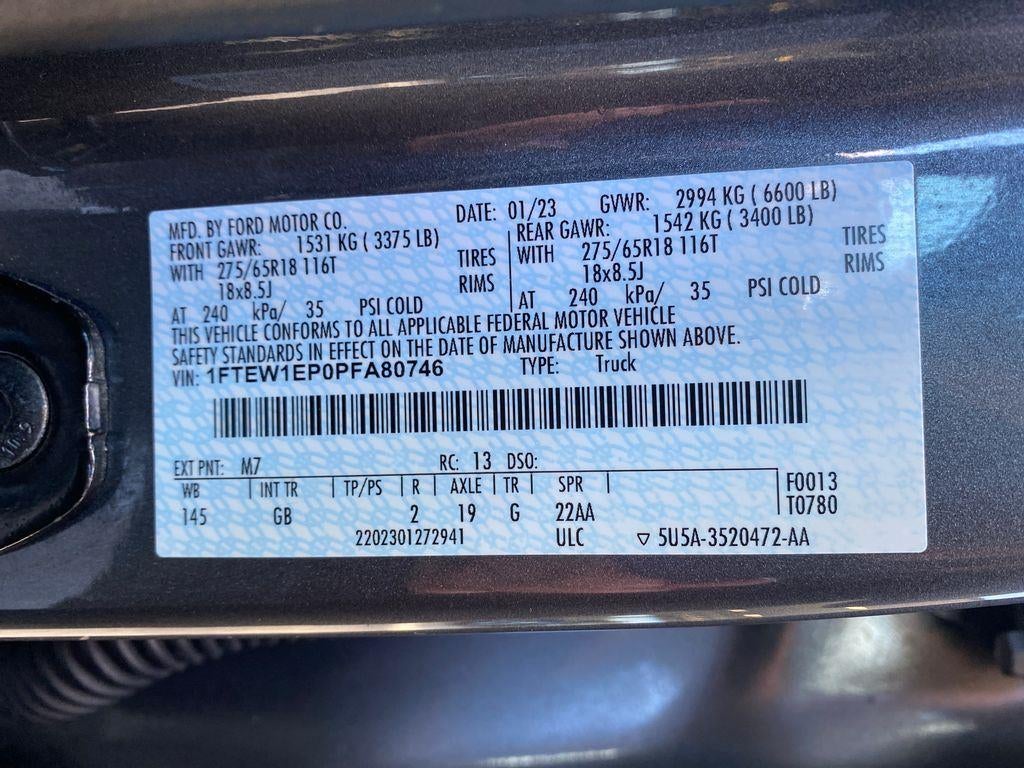 MFD. BY FORD MOTOR CO. DATE: 01/23 GVWR: 2994 KG ( 6600 LB)
FRONT GAWR: 1531 KG ( 3375 LB) REAR GAWR: 1542 KG ( 3400 LB)
WITH 275/65R18 116T TIRES WITH 275/65R18 116T TIRES
18x8.5J RIMS 18x8.5J RIMS
AT 240 kPa/ 35 PSI COLD AT 240 kPa/ 35 PSI COLD
THIS VEHICLE CONFORMS TO ALL APPLICABLE FEDERAL MOTOR VEHICLE
SAFETY STANDARDS IN EFFECT ON THE DATE OF MANUFACTURE SHOWN ABOVE.
VIN: 1FTEW1EP0PFA80746 TYPE: Truck
EXT PNT: M7 RC: 13 DSO:
WB INT TR TP/PS R AXLE TR SPR F0013
145 GB 2 19 G 22AA T0780
2202301272941 ULC ▽ 5U5A-3520472-AA